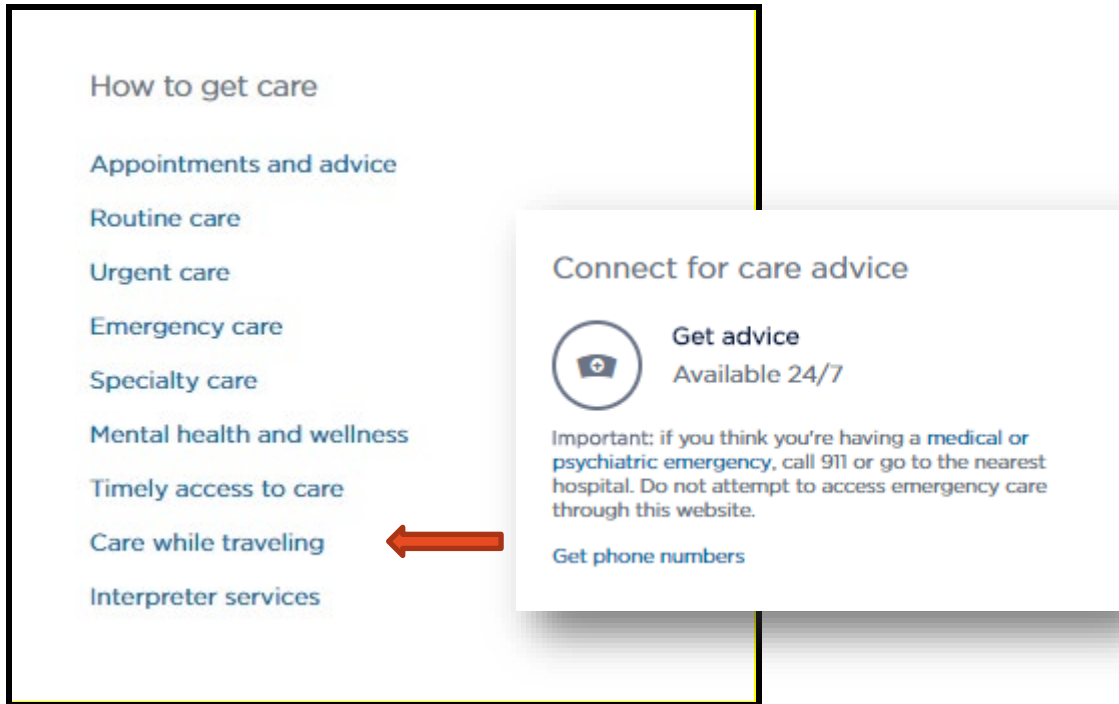 How to get care
Appointments and advice
Routine care
Urgent care
Emergency care
Specialty care
Mental health and wellness
Timely access to care
Care while traveling
Interpreter services
Connect for care advice
Get advice
Available 24/7
Important: if you think you're having a medical or
psychiatric emergency, call 911 or go to the nearest
hospital. Do not attempt to access emergency care
through this website.
Get phone numbers